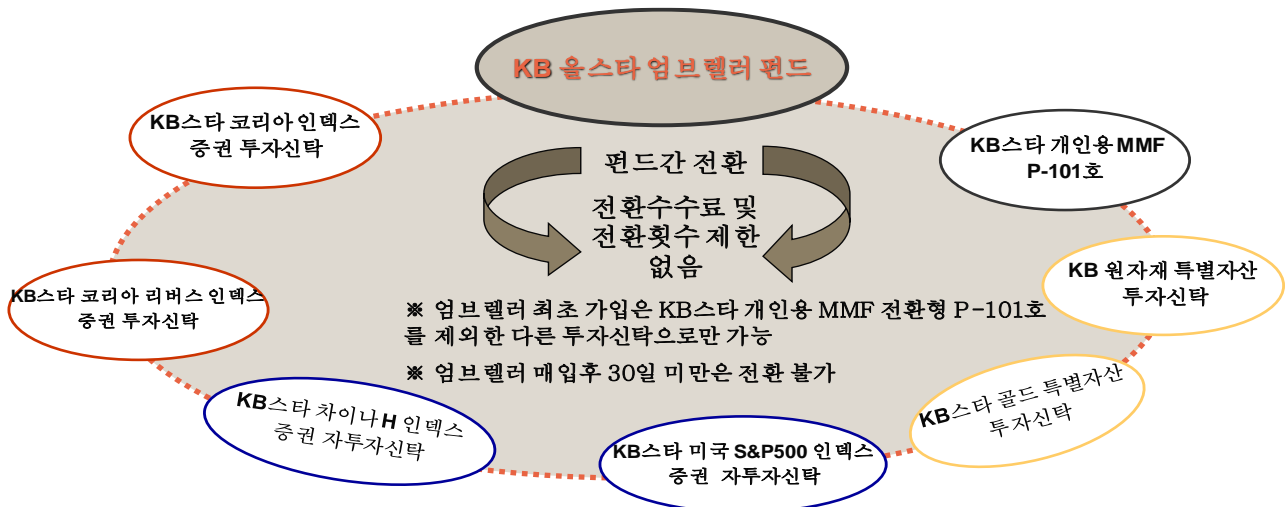 KB 올스타 엄브렐러 펀드
KB스타 코리아 인덱스
증권 투자신탁
KB스타 개인용 MMF
P-101호
펀드간 전환
전환수수료 및
전환횟수 제한
없음
KB스타 코리아 리버스 인덱스
증권 투자신탁
KB 원자재 특별자산
투자신탁
※ 엄브렐러 최초 가입은 KB스타 개인용 MMF 전환형 P-101호
를 제외한 다른 투자신탁으로만 가능
※ 엄브렐러 매입후 30일 미만은 전환 불가
KB스타 차이나 H 인덱스
증권 자투자신탁
KB스타 미국 S&P500 인덱스
증권 자투자신탁
KB스타 골드 특별자산
투자신탁